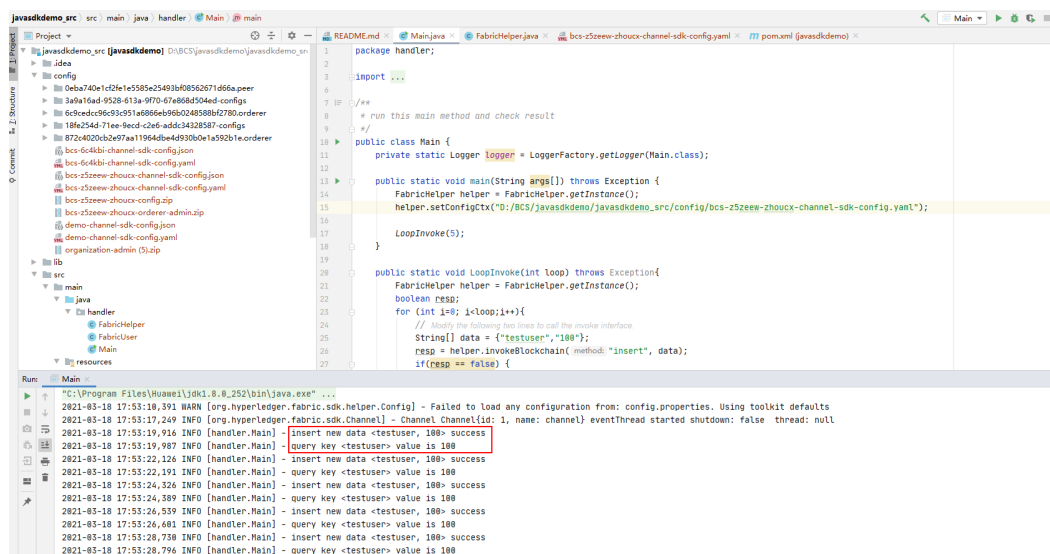 javasdkdemo_src › src › main › java › handler › Main › main
Main
Project
README.md
Main.java
FabricHelper.java
bcs-z5zeew-zhoucx-channel-sdk-config.yaml
pom.xml (javasdkdemo)
1: Project
Z: Structure
Commit
javasdkdemo_src [javasdkdemo] D:\BCS\javasdkdemo\javasdkdemo_src
.idea
config
0eba740e1cf2fe1e5585e25493bf08562671d66a.peer
3a9a16ad-9528-613a-9f70-67e868d504ed-configs
6c9cedcc96c93c951a6866eb96b0248588bf2780.orderer
18fe254d-71ee-9ecd-c2e6-addc34328587-configs
872c4020cb2e97aa11964dbe4d930b0e1a592b1e.orderer
bcs-6c4kbi-channel-sdk-config.json
bcs-6c4kbi-channel-sdk-config.yaml
bcs-z5zeew-zhoucx-channel-sdk-config.json
bcs-z5zeew-zhoucx-channel-sdk-config.yaml
bcs-z5zeew-zhoucx-config.zip
bcs-z5zeew-zhoucx-orderer-admin.zip
demo-channel-sdk-config.json
demo-channel-sdk-config.yaml
organization-admin (5).zip
lib
src
main
java
handler
FabricHelper
FabricUser
Main
resources
1 package handler;
2
3 import ...
6
7 /**
8 * run this main method and check result
9 */
10 public class Main {
11 private static Logger logger = LoggerFactory.getLogger(Main.class);
12
13 public static void main(String args[]) throws Exception {
14 FabricHelper helper = FabricHelper.getInstance();
15 helper.setConfigCtx("D:/BCS/javasdkdemo/javasdkdemo_src/config/bcs-z5zeew-zhoucx-channel-sdk-config.yaml");
16
17 LoopInvoke(5);
18 }
19
20 public static void LoopInvoke(int loop) throws Exception{
21 FabricHelper helper = FabricHelper.getInstance();
22 boolean resp;
23 for (int i=0; i<loop;i++){
24 // Modify the following two lines to call the invoke interface
25 String[] data = {"testuser","100"};
26 resp = helper.invokeBlockchain( method: "insert", data);
27 if(resp == false) {
Run: Main
"C:\Program Files\Huawei\jdk1.8.0_252\bin\java.exe" ...
2021-03-18 17:53:10,391 WARN [org.hyperledger.fabric.sdk.helper.Config] - Failed to load any configuration from: config.properties. Using toolkit defaults
2021-03-18 17:53:17,249 INFO [org.hyperledger.fabric.sdk.Channel] - Channel Channel{id: 1, name: channel} eventThread started shutdown: false  thread: null
2021-03-18 17:53:19,916 INFO [handler.Main] - insert new data <testuser, 100> success
2021-03-18 17:53:19,987 INFO [handler.Main] - query key <testuser> value is 100
2021-03-18 17:53:22,126 INFO [handler.Main] - insert new data <testuser, 100> success
2021-03-18 17:53:22,191 INFO [handler.Main] - query key <testuser> value is 100
2021-03-18 17:53:24,326 INFO [handler.Main] - insert new data <testuser, 100> success
2021-03-18 17:53:24,389 INFO [handler.Main] - query key <testuser> value is 100
2021-03-18 17:53:26,539 INFO [handler.Main] - insert new data <testuser, 100> success
2021-03-18 17:53:26,601 INFO [handler.Main] - query key <testuser> value is 100
2021-03-18 17:53:28,730 INFO [handler.Main] - insert new data <testuser, 100> success
2021-03-18 17:53:28,796 INFO [handler.Main] - query key <testuser> value is 100